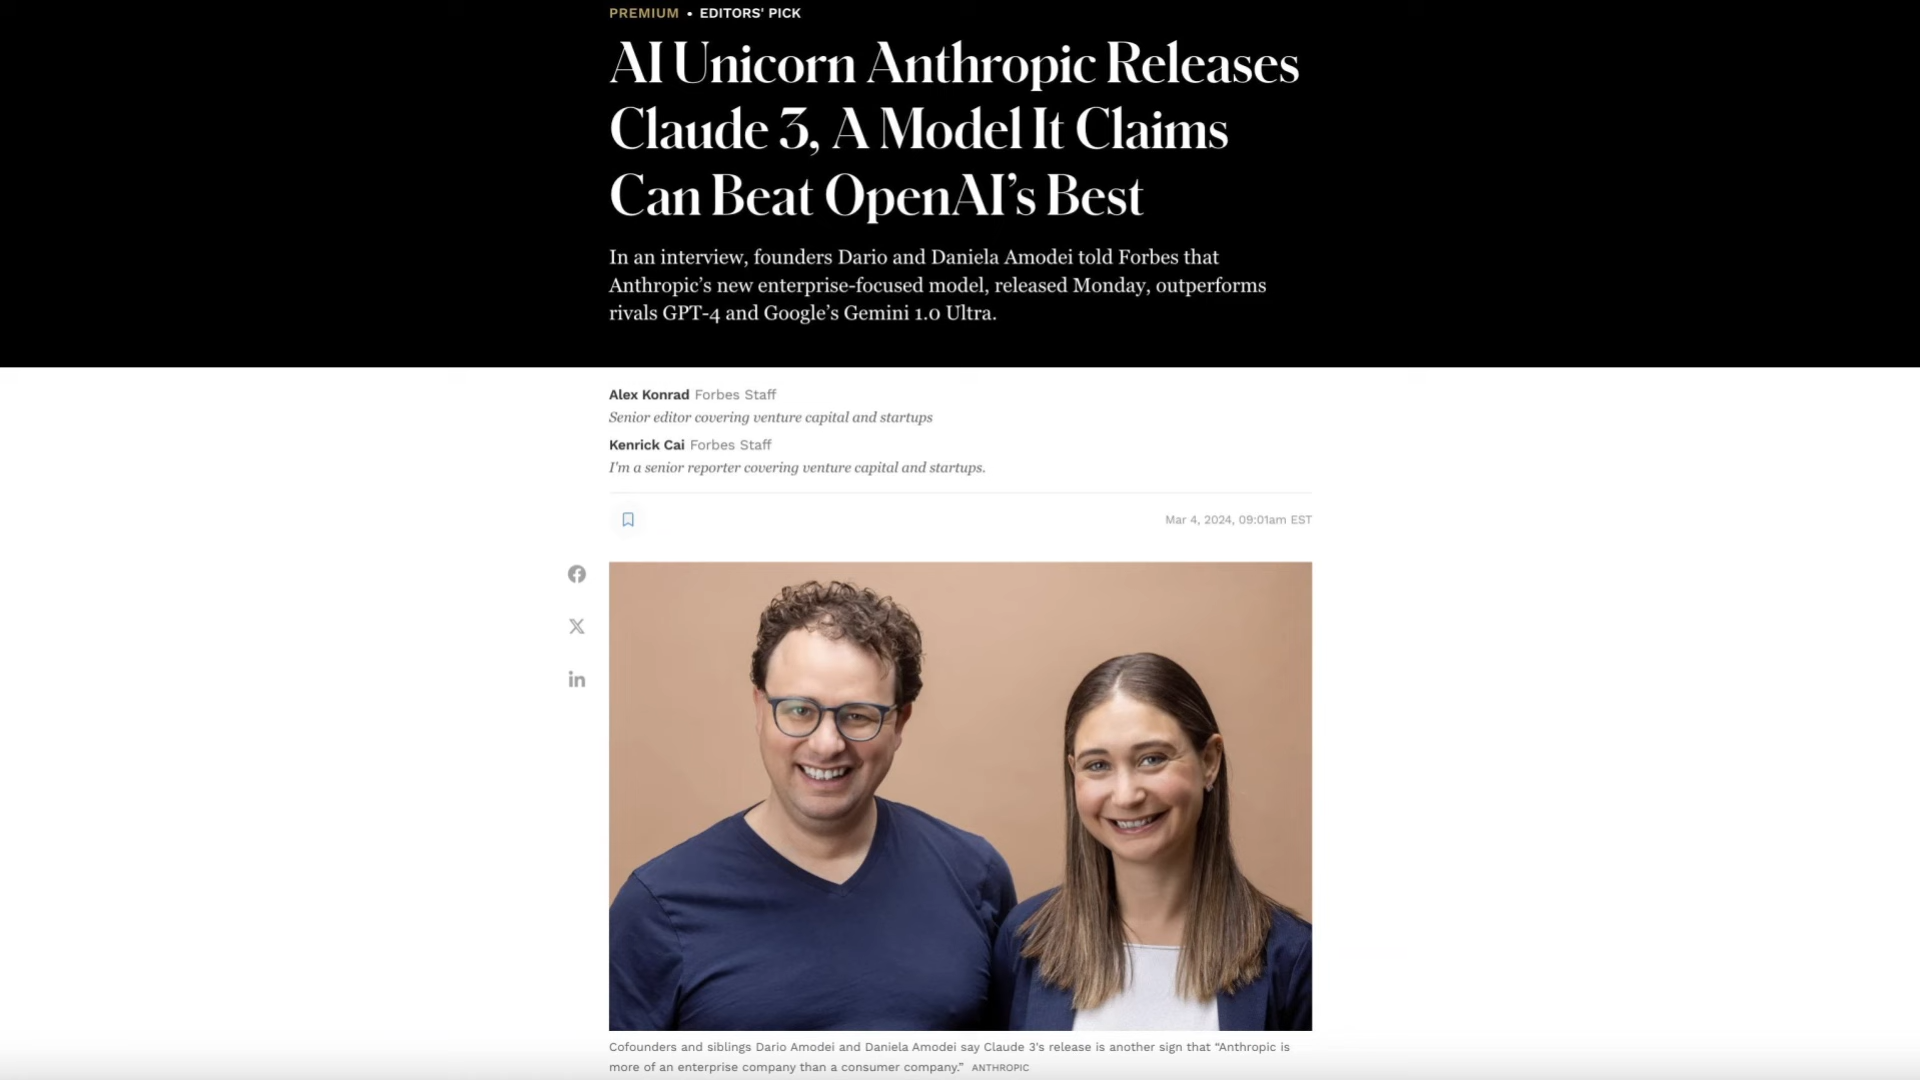 PREMIUM • EDITORS' PICK
AI Unicorn Anthropic Releases
Claude 3, A Model It Claims
Can Beat OpenAI’s Best
In an interview, founders Dario and Daniela Amodei told Forbes that
Anthropic’s new enterprise-focused model, released Monday, outperforms
rivals GPT-4 and Google’s Gemini 1.0 Ultra.
Alex Konrad Forbes Staff
Senior editor covering venture capital and startups
Kenrick Cai Forbes Staff
I'm a senior reporter covering venture capital and startups.
Mar 4, 2024, 09:01am EST
Cofounders and siblings Dario Amodei and Daniela Amodei say Claude 3’s release is another sign that “Anthropic is
more of an enterprise company than a consumer company.” ANTHROPIC